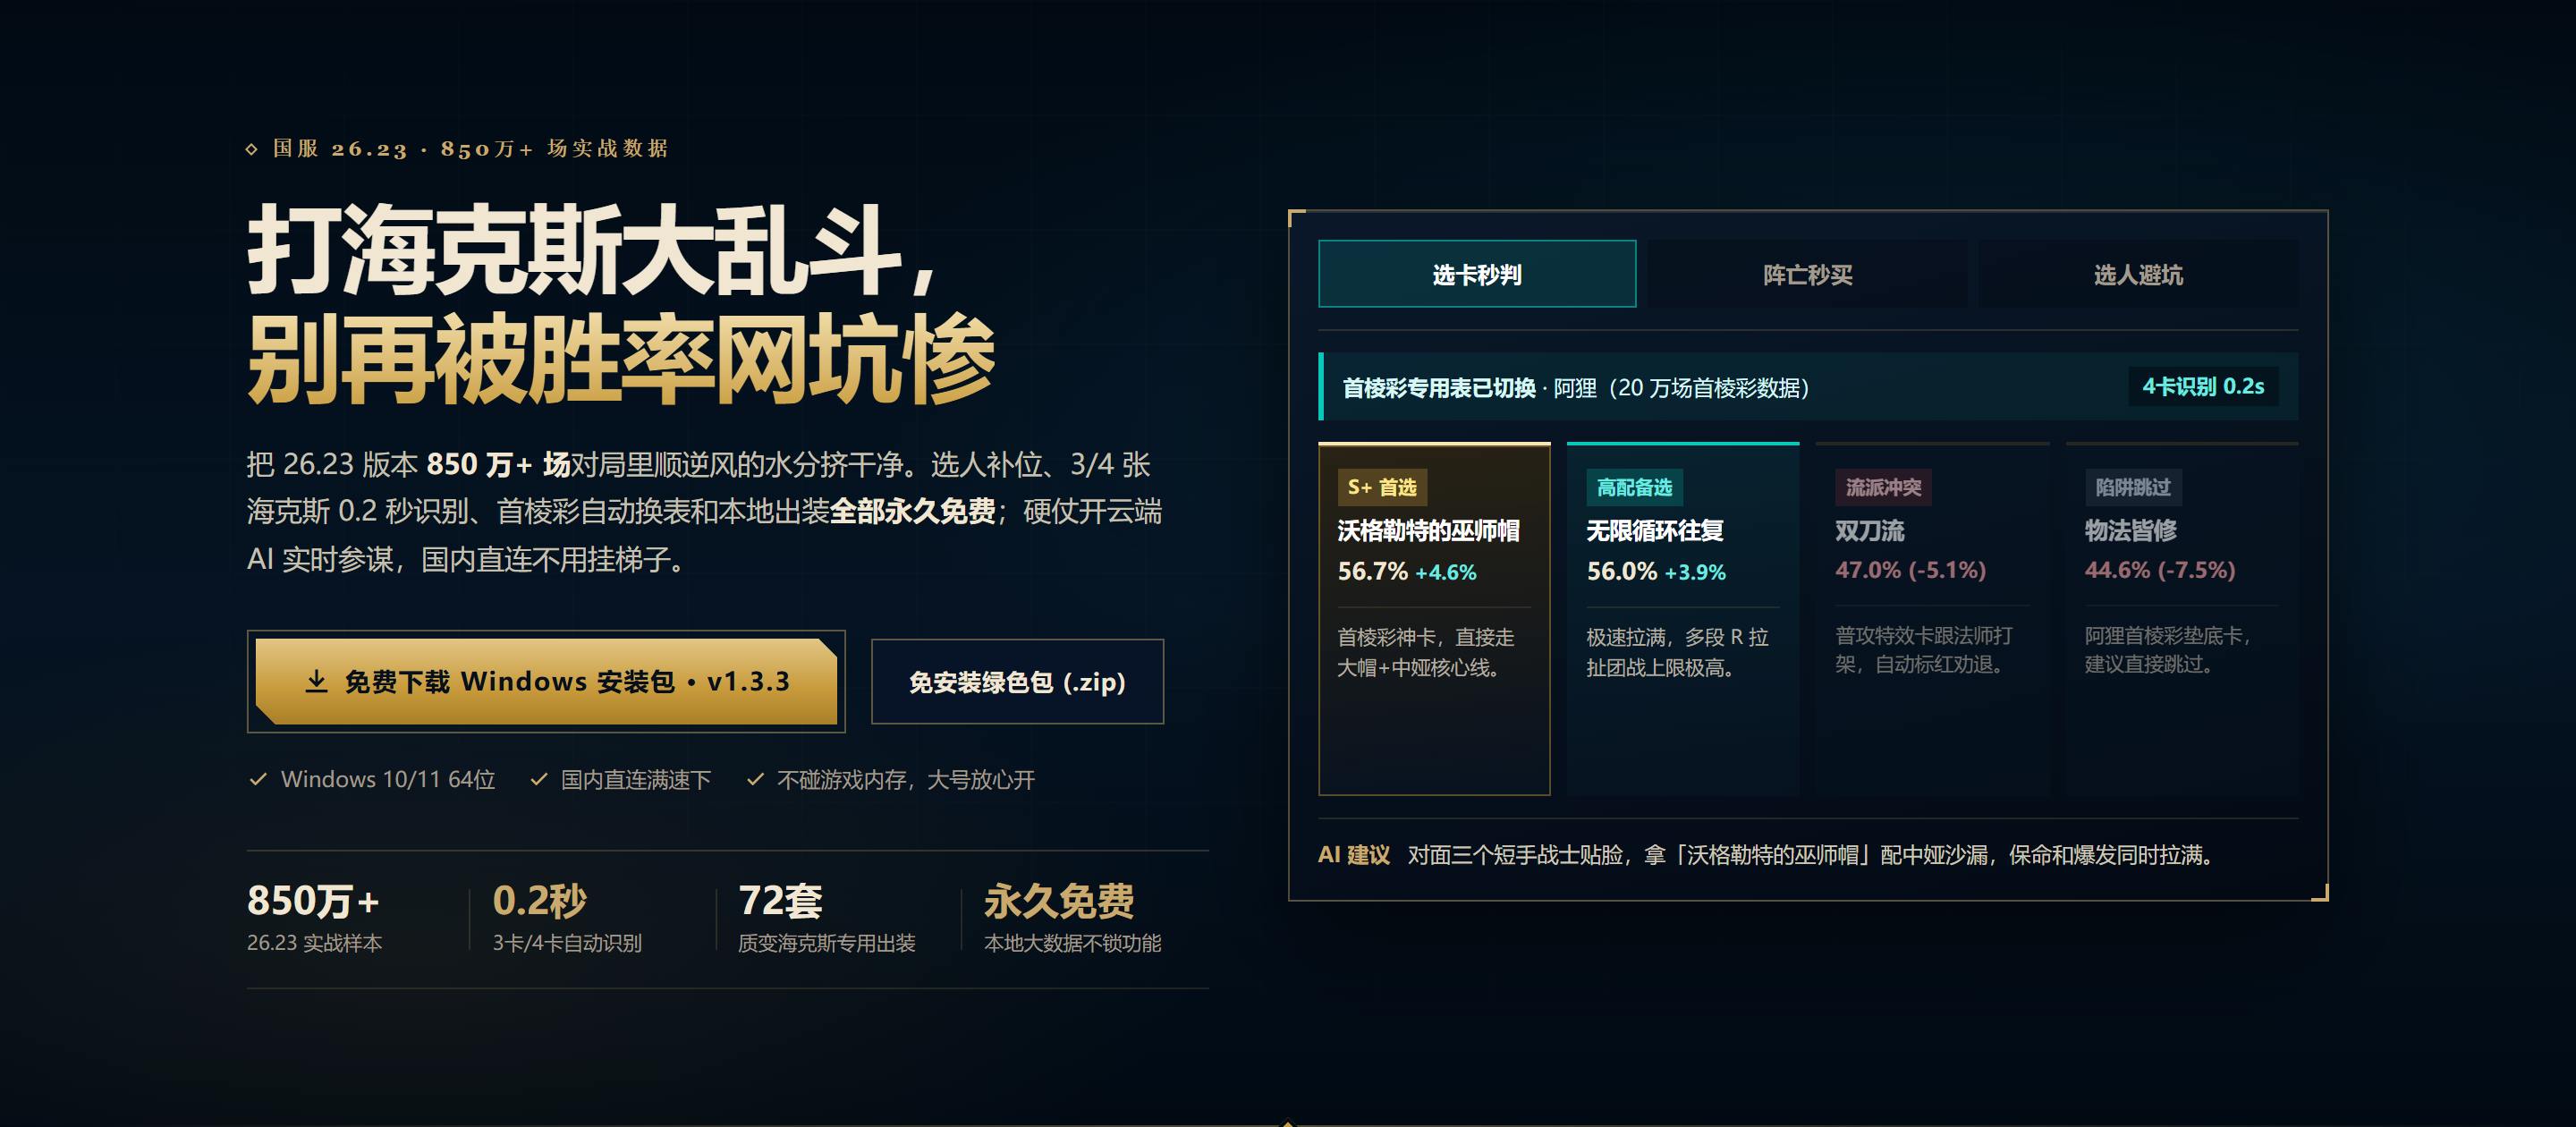 国服 26.23 · 850万+ 场实战数据
打海克斯大乱斗，
别再被胜率网坑惨
把 26.23 版本 850 万+ 场对局里顺逆风的水分挤干净。选人补位、3/4 张
海克斯 0.2 秒识别、首棱彩自动换表和本地出装全部永久免费；硬仗开云端
AI 实时参谋，国内直连不用挂梯子。
免费下载 Windows 安装包 • v1.3.3
免安装绿色包 (.zip)
Windows 10/11 64位
国内直连满速下
不碰游戏内存，大号放心开
850万+
26.23 实战样本
0.2秒
3卡/4卡自动识别
72套
质变海克斯专用出装
永久免费
本地大数据不锁功能
选卡秒判
阵亡秒买
选人避坑
首棱彩专用表已切换 · 阿狸（20 万场首棱彩数据）
4卡识别 0.2s
S+ 首选
沃格勒特的巫师帽
56.7% +4.6%
首棱彩神卡，直接走
大帽+中娅核心线。
高配备选
无限循环往复
56.0% +3.9%
极速拉满，多段 R 拉
扯团战上限极高。
流派冲突
双刀流
47.0% (-5.1%)
普攻特效卡跟法师打
架，自动标红劝退。
陷阱跳过
物法皆修
44.6% (-7.5%)
阿狸首棱彩垫底卡，
建议直接跳过。
AI 建议 对面三个短手战士贴脸，拿「沃格勒特的巫师帽」配中娅沙漏，保命和爆发同时拉满。